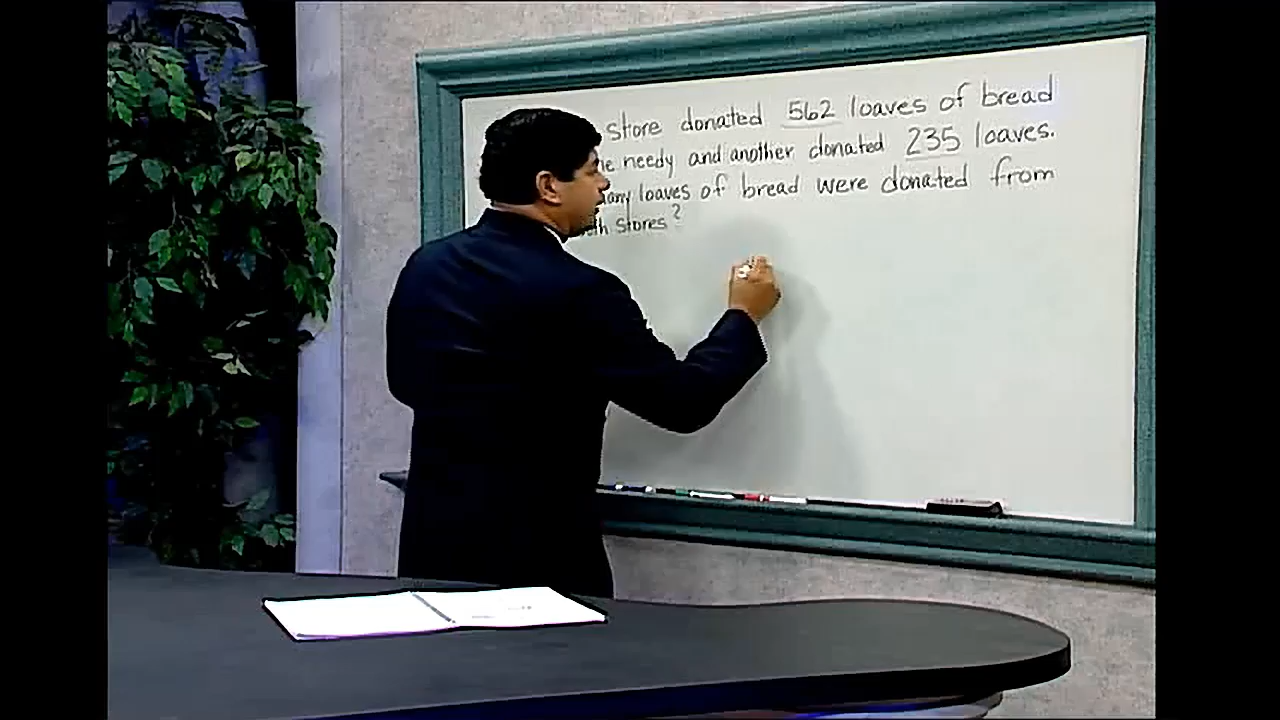 store donated 562 loaves of bread
needy and another donated 235 loaves.
loaves of bread were donated from
stores?